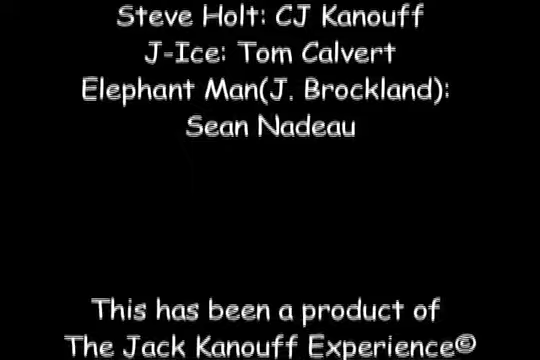 Steve Holt: CJ Kanouff
J-Ice: Tom Calvert
Elephant Man(J. Brockland):
Sean Nadeau
This has been a product of
The Jack Kanouff Experience©